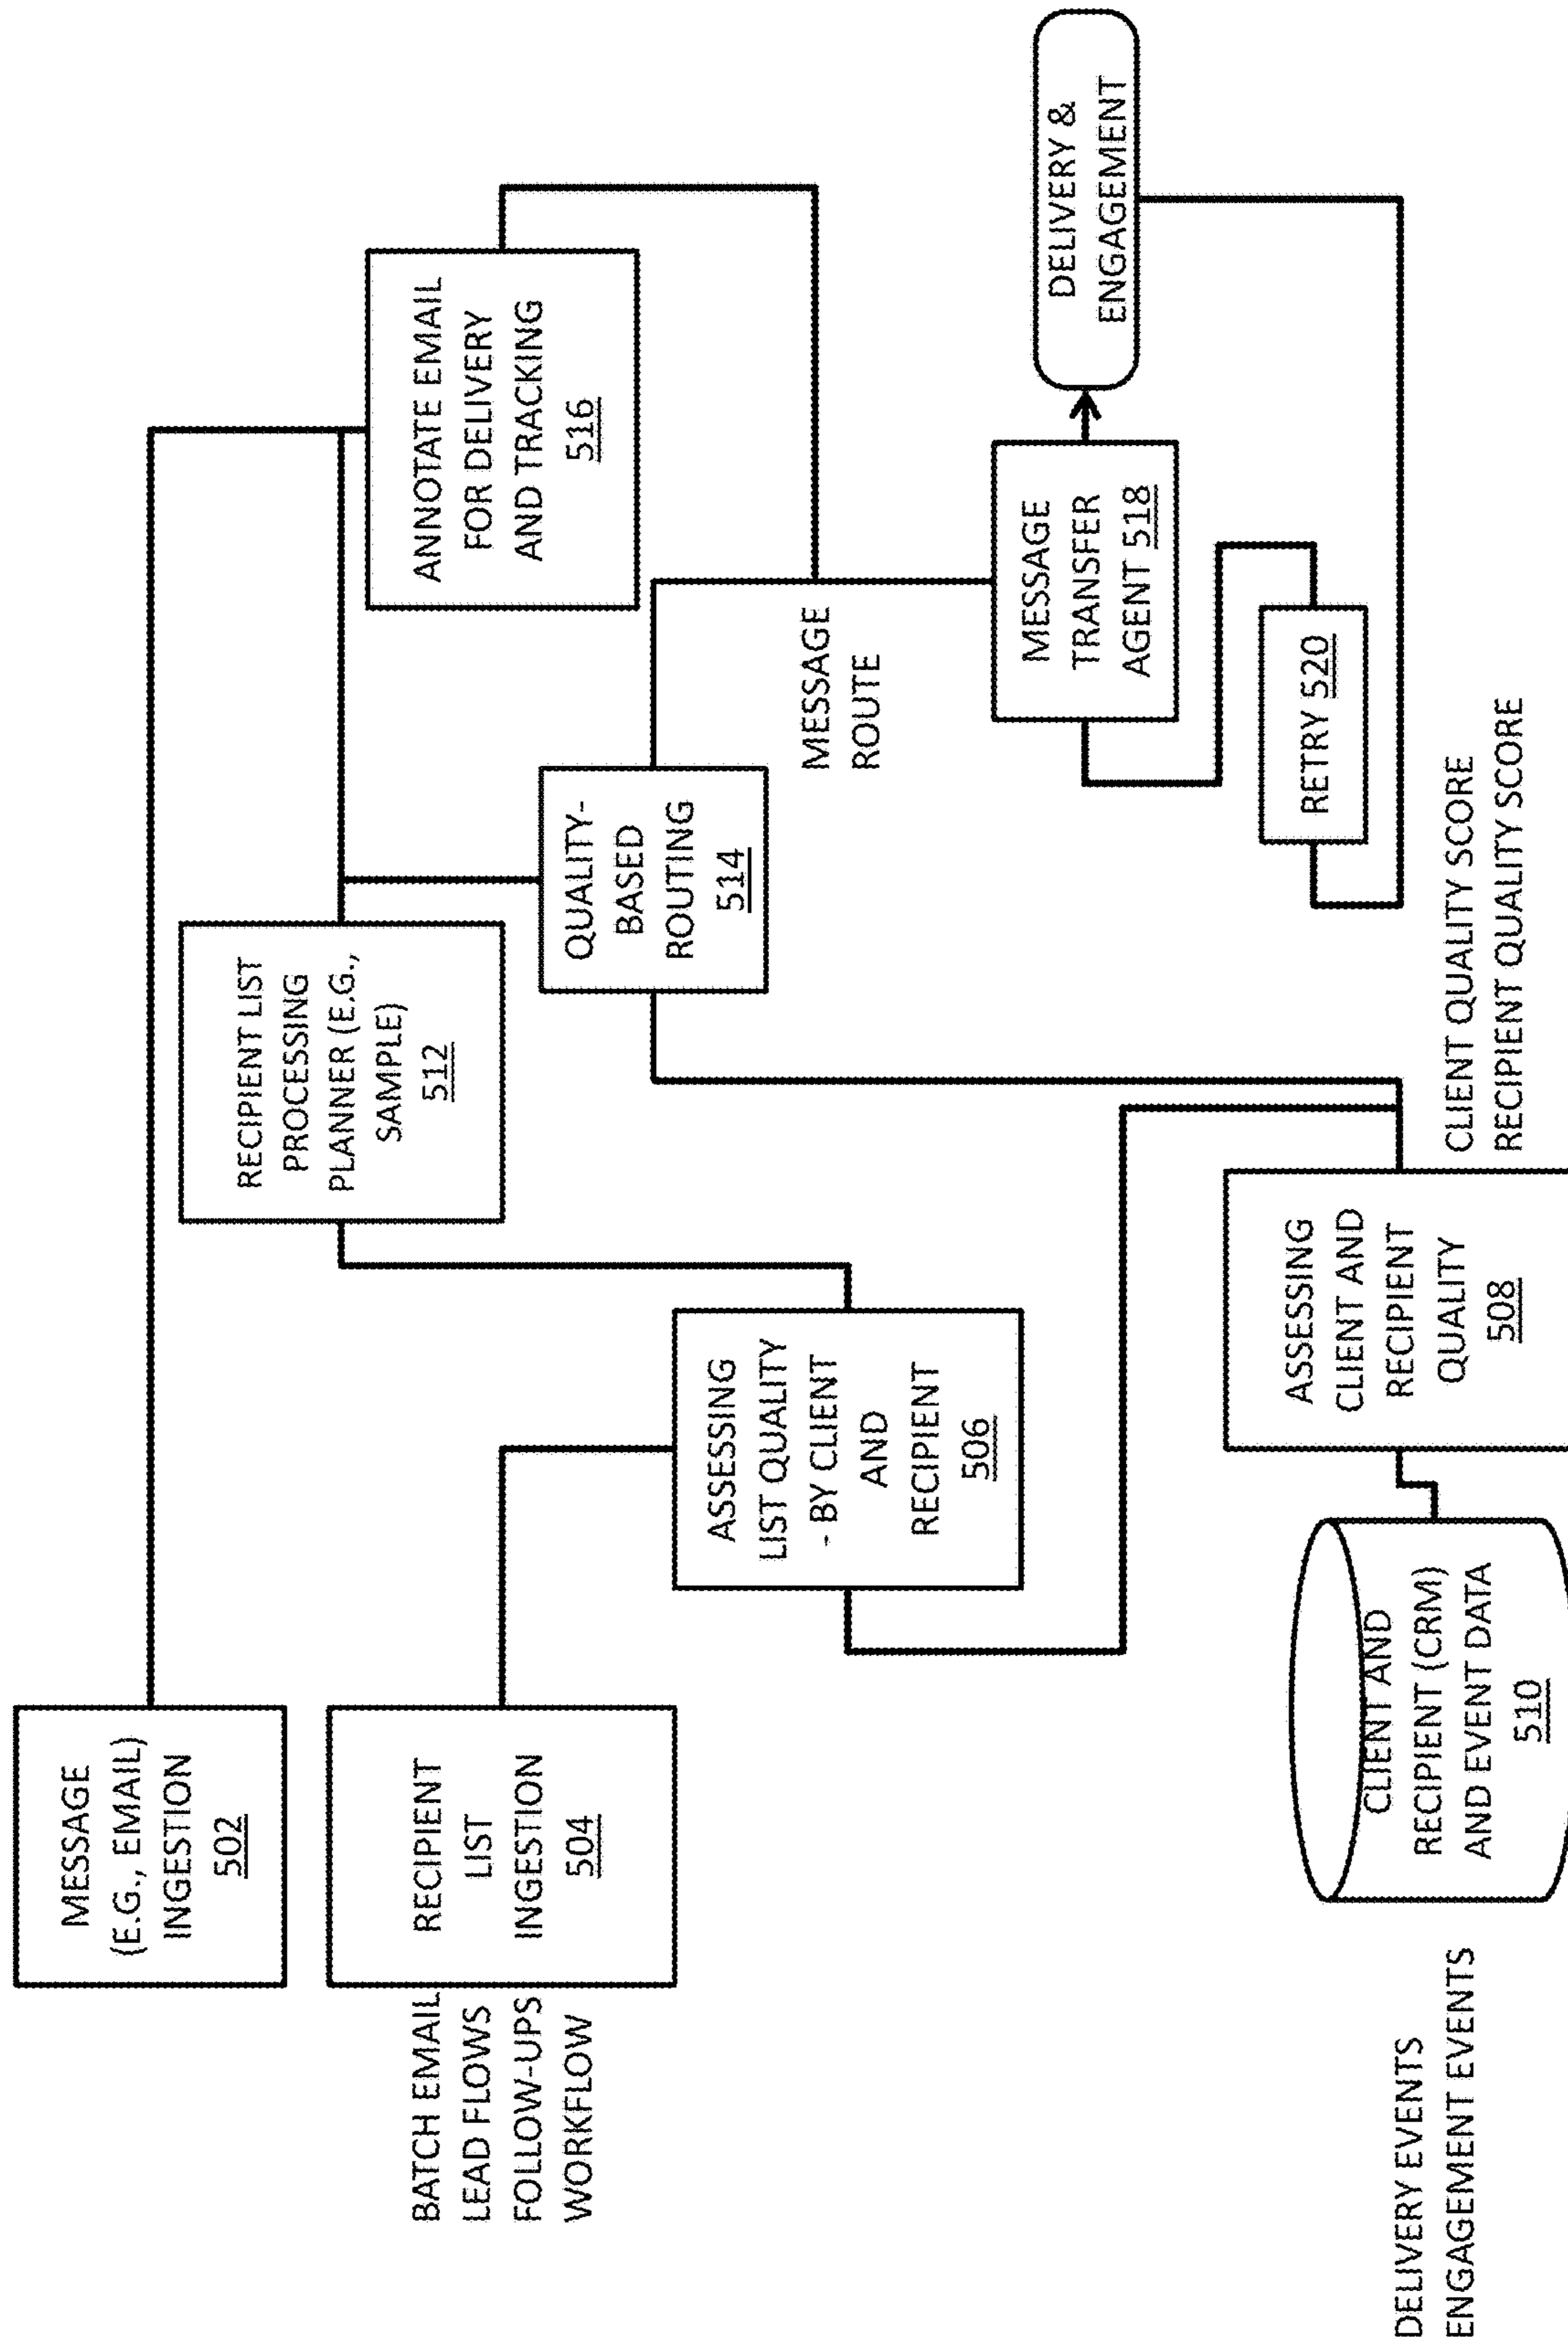 MESSAGE
(E.G., EMAIL)
INGESTION
502
BATCH EMAIL
LEAD FLOWS
FOLLOW-UPS
WORKFLOW
RECIPIENT
LIST
INGESTION
504
ASSESSING
LIST QUALITY
- BY CLIENT
AND
RECIPIENT
506
RECIPIENT LIST
PROCESSING
PLANNER (E.G.,
SAMPLE)
512
QUALITY-
BASED
ROUTING
514
ANNOTATE EMAIL
FOR DELIVERY
AND TRACKING
516
MESSAGE
ROUTE
MESSAGE
TRANSFER
AGENT 518
DELIVERY &
ENGAGEMENT
RETRY 520
DELIVERY EVENTS
ENGAGEMENT EVENTS
CLIENT AND
RECIPIENT (CRM)
AND EVENT DATA
510
ASSESSING
CLIENT AND
RECIPIENT
QUALITY
508
CLIENT QUALITY SCORE
RECIPIENT QUALITY SCORE